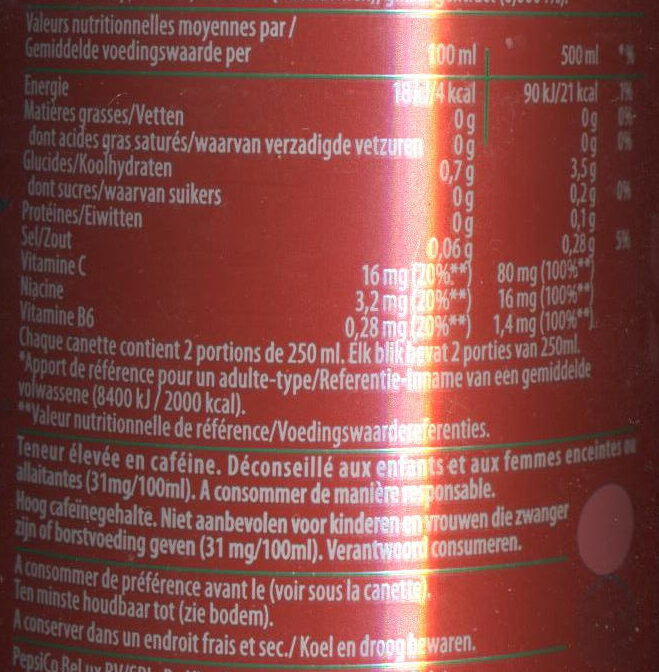 Valeurs nutritionnelles moyennes par /
Gemiddelde voedingswaarde per 100 ml 500 ml *%
Energie 18 kJ/4 kcal 90 kJ/21 kcal 1%
Matières grasses/Vetten 0 g 0 g 0%
dont acides gras saturés/waarvan verzadigde vetzuren 0 g 0 g 0%
Glucides/Koolhydraten 0,7 g 3,5 g
dont sucres/waarvan suikers 0 g 0,2 g 0%
Protéines/Eiwitten 0 g 0,1 g
Sel/Zout 0,06 g 0,28 g 5%
Vitamine C 16 mg (20%**) 80 mg (100%**)
Niacine 3,2 mg (20%**) 16 mg (100%**)
Vitamine B6 0,28 mg (20%**) 1,4 mg (100%**).
Chaque canette contient 2 portions de 250 ml. Elk blik bevat 2 porties van 250ml.
*Apport de référence pour un adulte-type/Referentie-Inname van een gemiddelde
volwassene (8400 kJ / 2000 kcal).
**Valeur nutritionnelle de référence/Voedingswaardereferenties.
Teneur élevée en caféine. Déconseillé aux enfants et aux femmes enceintes ou
allaitantes (31mg/100ml). A consommer de manière responsable.
Hoog cafeïnegehalte. Niet aanbevolen voor kinderen en vrouwen die zwanger
zijn of borstvoeding geven (31 mg/100ml). Verantwoord consumeren.
A consommer de préférence avant le (voir sous la canette).
Ten minste houdbaar tot (zie bodem).
A conserver dans un endroit frais et sec./ Koel en droog bewaren.
PepsiCo BeLux